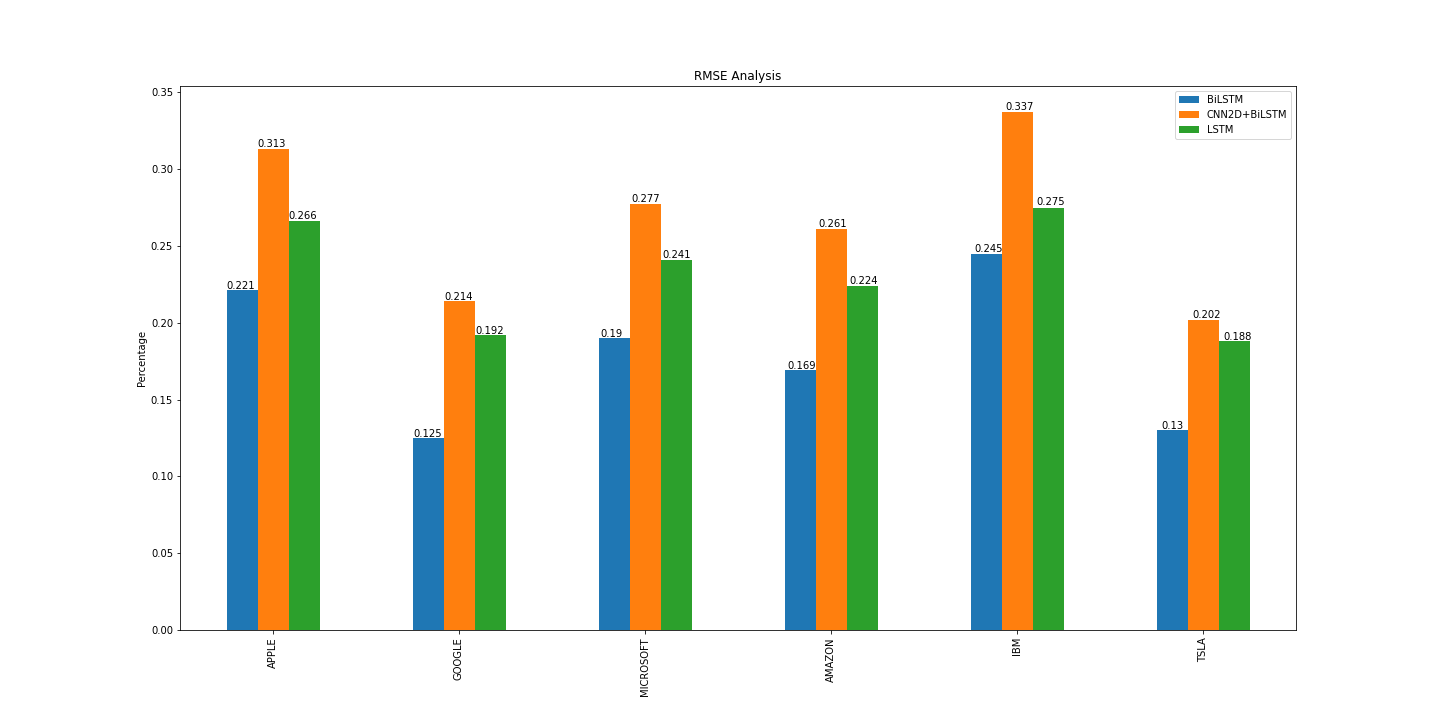 RMSE Analysis
BiLSTM
CNN2D+BiLSTM
LSTM
Percentage
0.35
0.30
0.25
0.20
0.15
0.10
0.05
0.00
0.221
0.313
0.266
0.125
0.214
0.192
0.19
0.277
0.241
0.169
0.261
0.224
0.245
0.337
0.275
0.13
0.202
0.188
APPLE
GOOGLE
MICROSOFT
AMAZON
IBM
TSLA